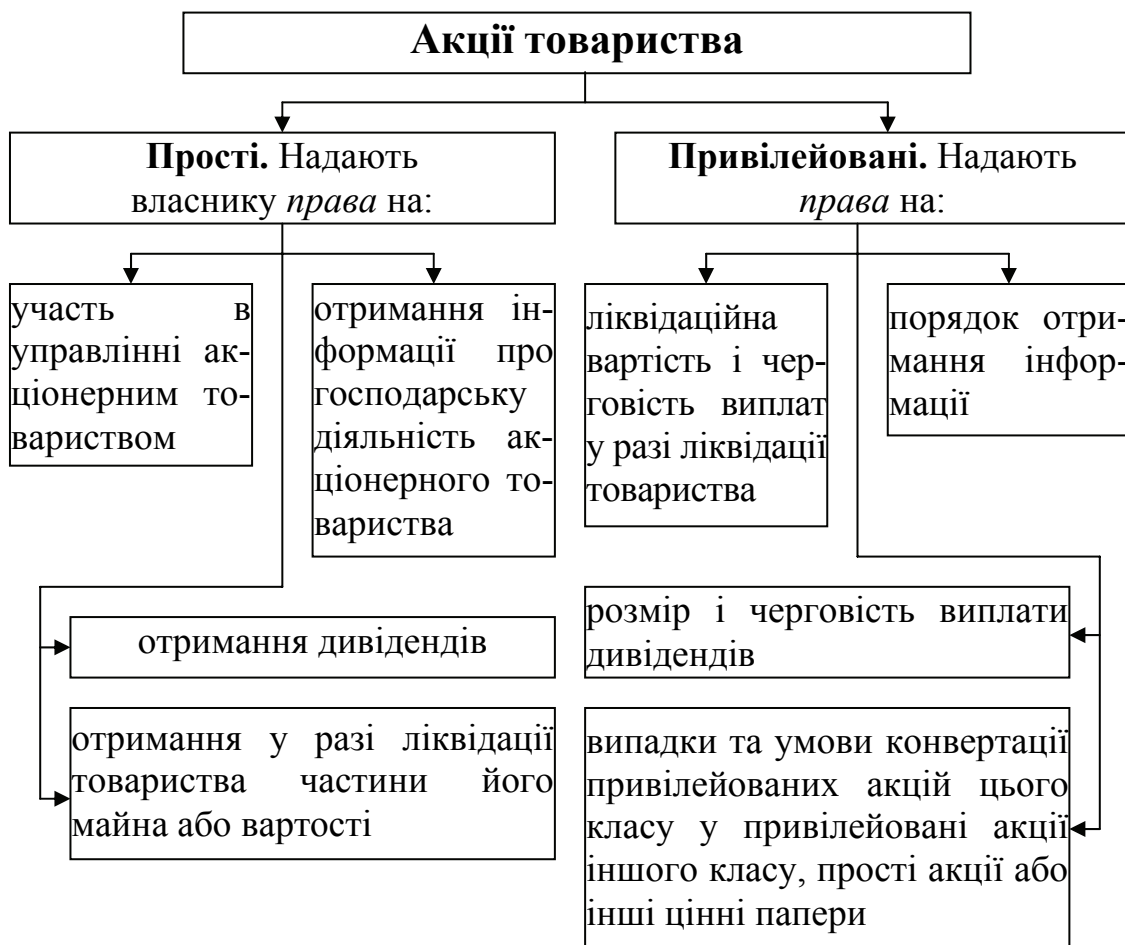 Акції товариства
Прості. Надають
власнику права на:
Привілейовані. Надають
права на:
участь в
управлінні ак-
ціонерним то-
вариством
отримання ін-
формації про
господарську
діяльність ак-
ціонерного то-
вариства
ліквідаційна
вартість і чер-
говість виплат
у разі ліквідації
товариства
порядок отри-
мання інфор-
мації
отримання дивідендів
розмір і черговість виплати
дивідендів
отримання у разі ліквідації
товариства частини його
майна або вартості
випадки та умови конвертації
привілейованих акцій цього
класу у привілейовані акції
іншого класу, прості акції або
інші цінні папери